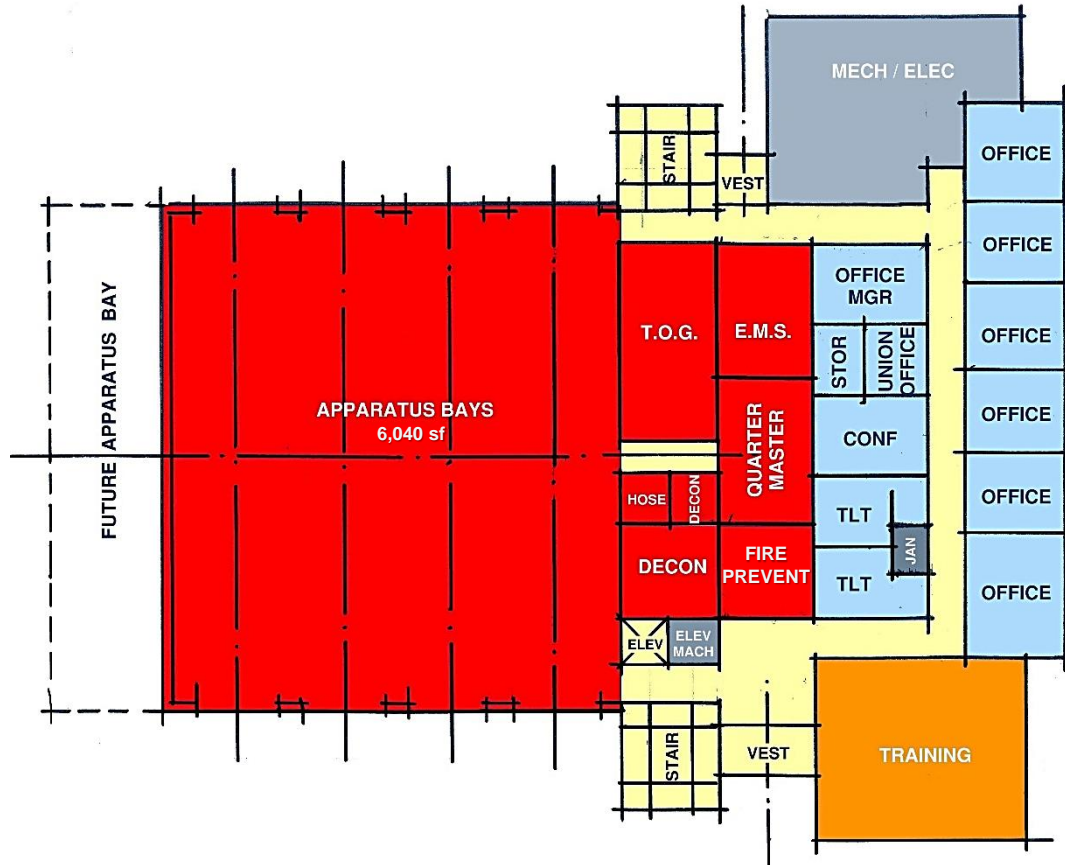 MECH / ELEC
STAIR
VEST
OFFICE
OFFICE
OFFICE
MGR
T.O.G.
E.M.S.
STOR
UNION
OFFICE
OFFICE
FUTURE APPARATUS BAY
APPARATUS BAYS
6,040 sf
QUARTER
MASTER
CONF
OFFICE
HOSE
DECON
TLT
OFFICE
JAN
DECON
FIRE
PREVENT
TLT
OFFICE
ELEV
ELEV
MACH
STAIR
VEST
TRAINING